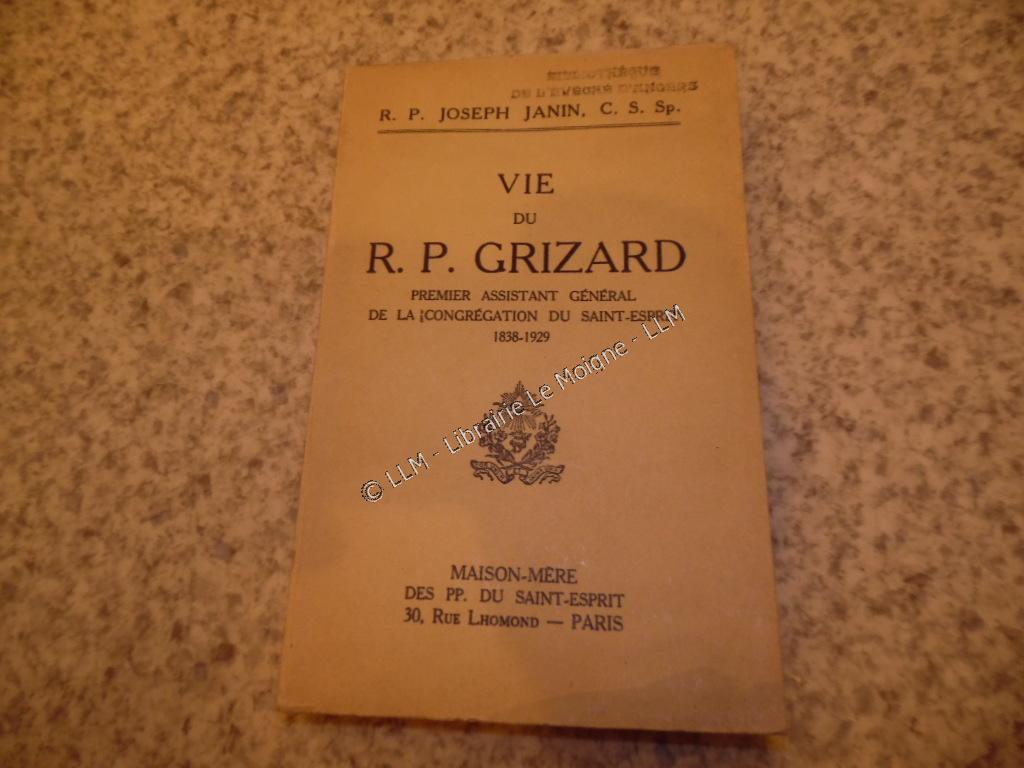 BIBLIOTHÈQUE
DE L'EVECHÉ D'ANGERS
R. P. JOSEPH JANIN, C. S. Sp.
VIE
DU
R. P. GRIZARD
PREMIER ASSISTANT GÉNÉRAL
DE LA CONGRÉGATION DU SAINT-ESPRIT
1838-1929
© LLM - Librairie Le Moigne - LLM
MAISON-MÈRE
DES PP. DU SAINT-ESPRIT
30, RUE LHOMOND — PARIS